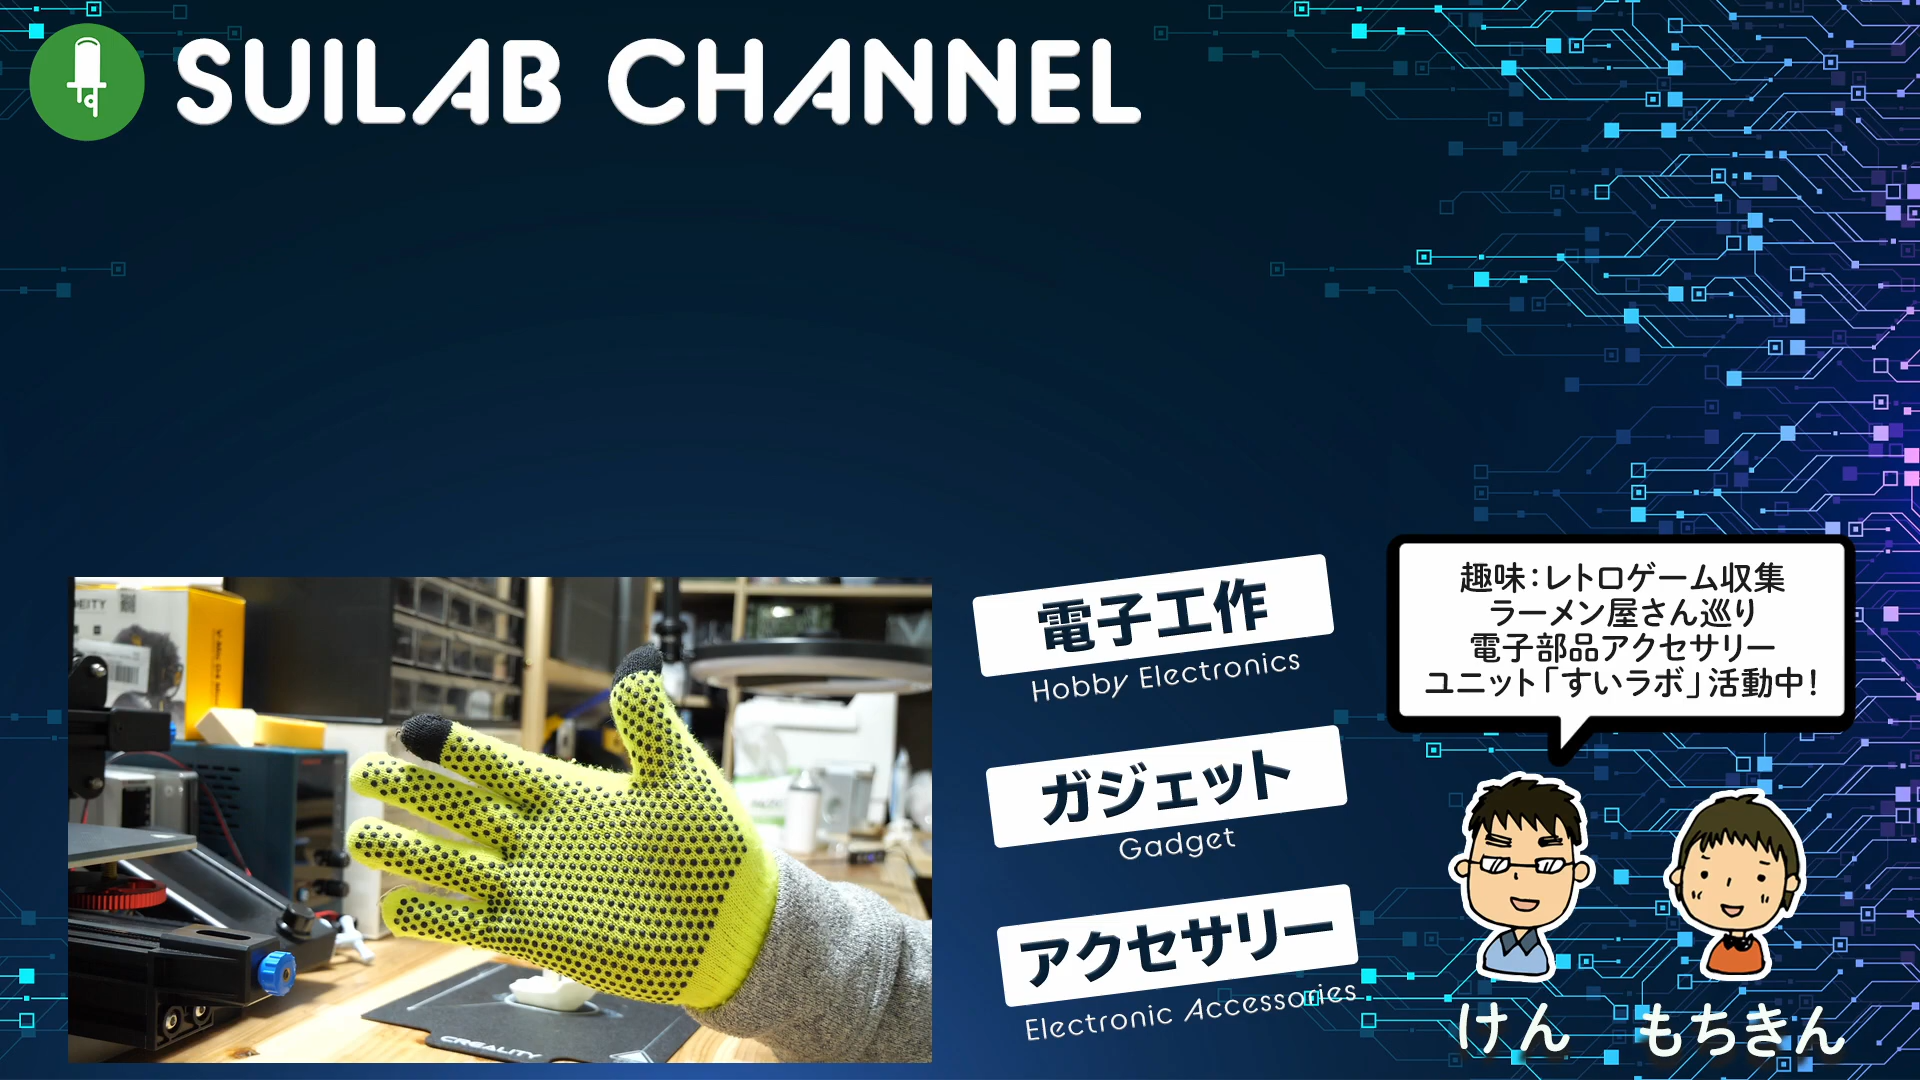 SUILAB CHANNEL
電子工作
Hobby Electronics
ガジェット
Gadget
アクセサリー
Electronic Accessories
趣味：レトロゲーム収集
ラーメン屋さん巡り
電子部品アクセサリー
ユニット「すいラボ」活動中！
けん
もちきん
CREALITY